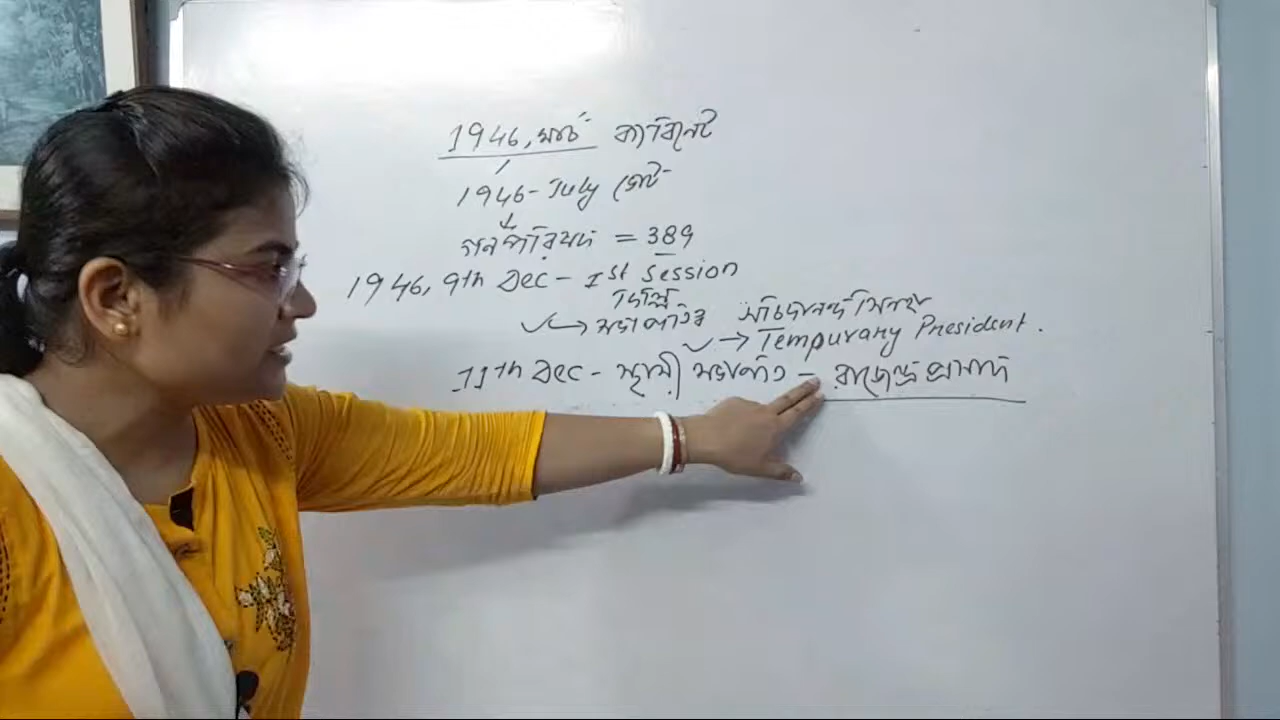 1946, মার্চ ক্যাবিনেট
1946 - July ভোট
গনপরিষদ = 389
1946, 9th Dec - 1st Session
দিল্লি
সভাপতিত্ব সচিদানন্দ সিনহা
→ Tempurary President.
11th Dec - স্থায়ী সভাপতি - রাজেন্দ্র প্রসাদ